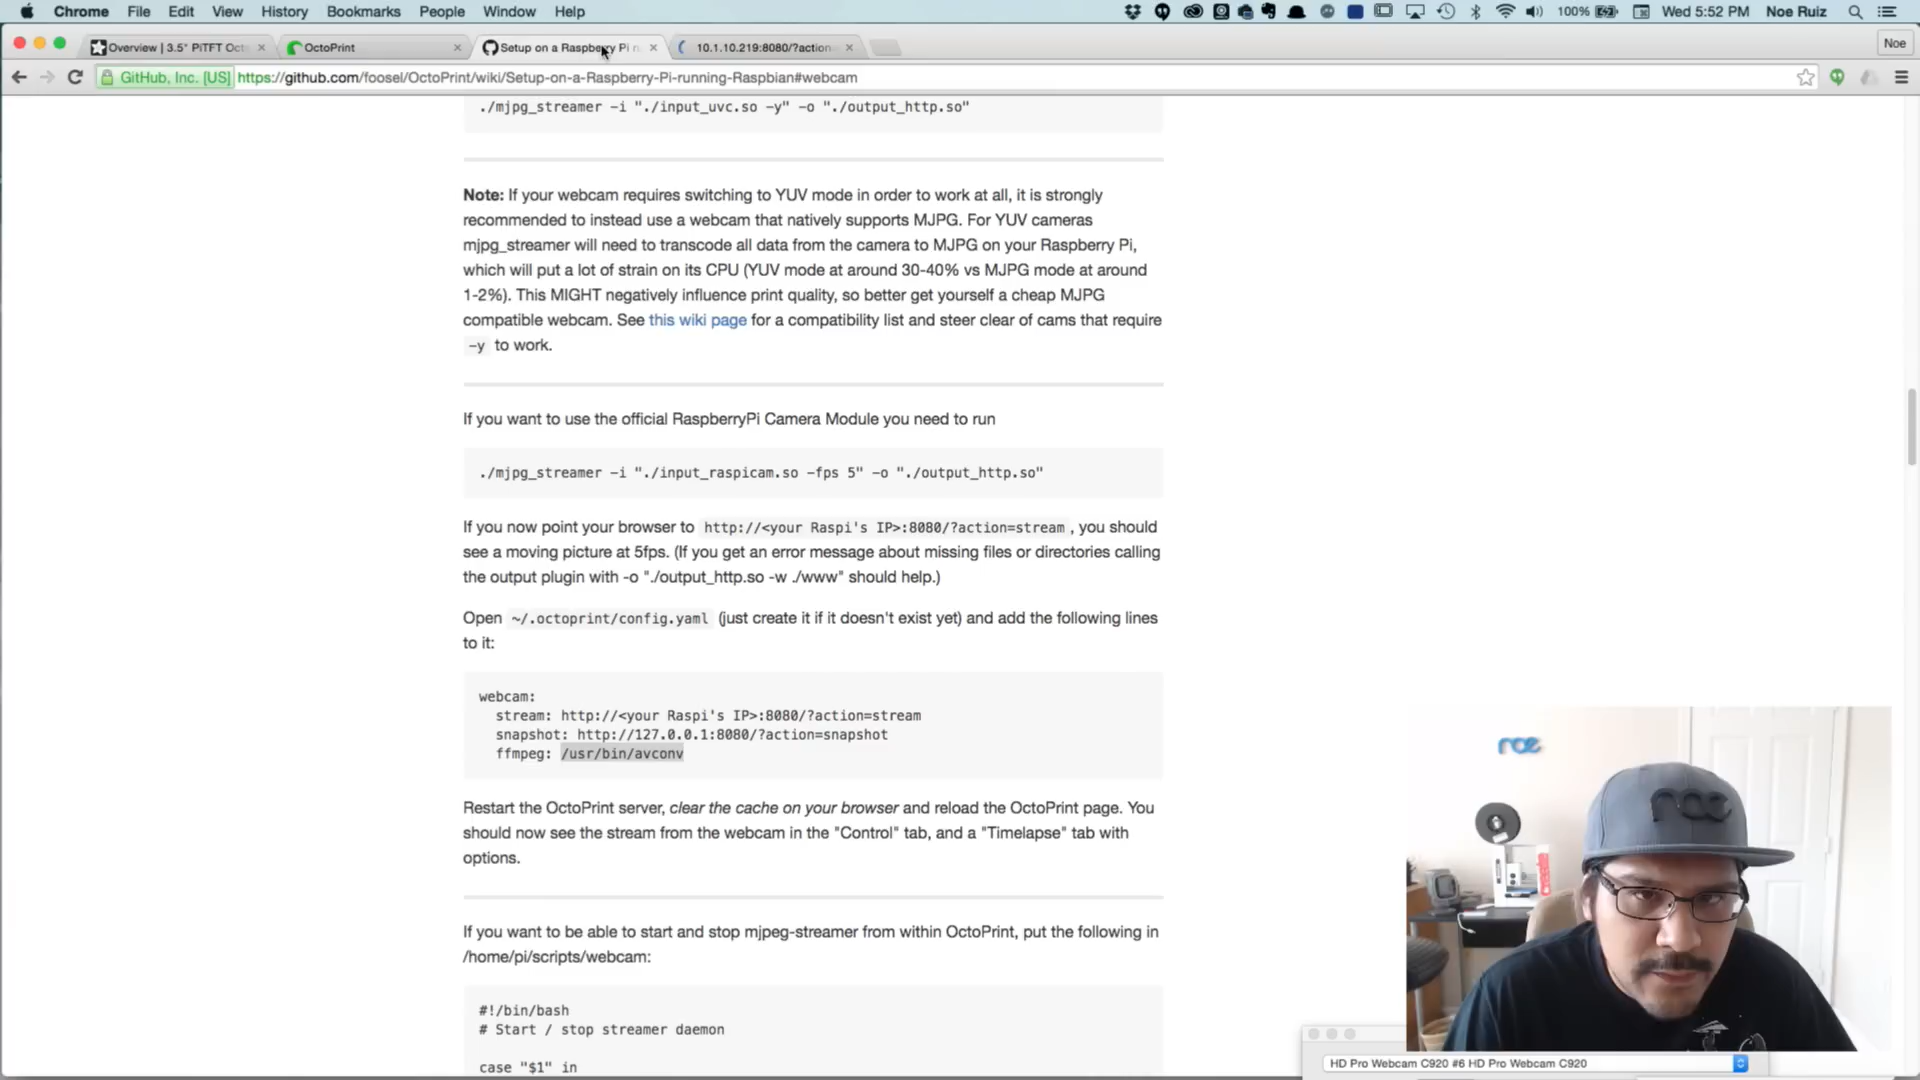 Chrome File Edit View History Bookmarks People Window Help 100% Wed 5:52 PM Noe Ruiz
Overview | 3.5" PiTFT Oct OctoPrint Setup on a Raspberry Pi 10.1.10.219:8080/?action Noe
GitHub, Inc. [US] https://github.com/foosel/OctoPrint/wiki/Setup-on-a-Raspberry-Pi-running-Raspbian#webcam
./mjpg_streamer -i "./input_uvc.so -y" -o "./output_http.so"
Note: If your webcam requires switching to YUV mode in order to work at all, it is strongly
recommended to instead use a webcam that natively supports MJPG. For YUV cameras
mjpg_streamer will need to transcode all data from the camera to MJPG on your Raspberry Pi,
which will put a lot of strain on its CPU (YUV mode at around 30-40% vs MJPG mode at around
1-2%). This MIGHT negatively influence print quality, so better get yourself a cheap MJPG
compatible webcam. See this wiki page for a compatibility list and steer clear of cams that require
-y to work.
If you want to use the official RaspberryPi Camera Module you need to run
./mjpg_streamer -i "./input_raspicam.so -fps 5" -o "./output_http.so"
If you now point your browser to http://<your Raspi's IP>:8080/?action=stream , you should
see a moving picture at 5fps. (If you get an error message about missing files or directories calling
the output plugin with -o "./output_http.so -w ./www" should help.)
Open ~/.octoprint/config.yaml (just create it if it doesn't exist yet) and add the following lines
to it:
webcam:
stream: http://<your Raspi's IP>:8080/?action=stream
snapshot: http://127.0.0.1:8080/?action=snapshot
ffmpeg: /usr/bin/avconv
noe
Restart the OctoPrint server, clear the cache on your browser and reload the OctoPrint page. You
should now see the stream from the webcam in the "Control" tab, and a "Timelapse" tab with
options.
noe
If you want to be able to start and stop mjpeg-streamer from within OctoPrint, put the following in
/home/pi/scripts/webcam:
#!/bin/bash
# Start / stop streamer daemon
case "$1" in
HD Pro Webcam C920 #6 HD Pro Webcam C920